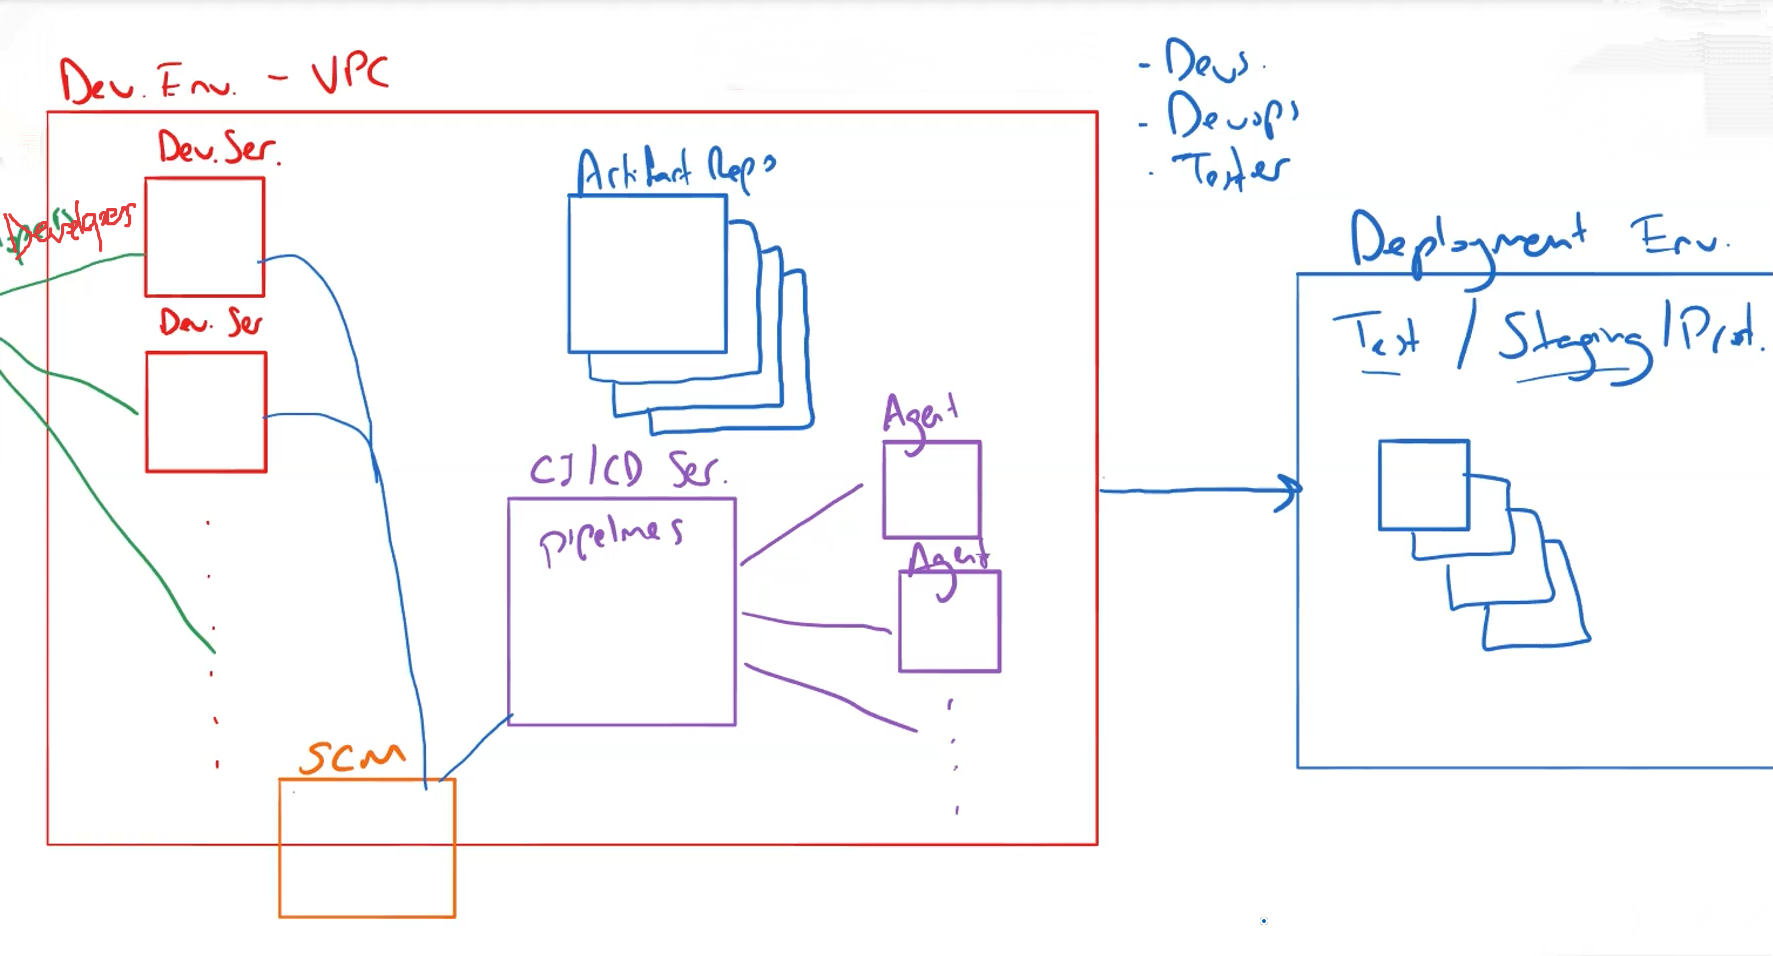 Dev. Env. - VPC
- Devs.
- Devops
- Tester
Dev. Ser.
Artifact Reps
Developers
Deployment Env.
Dev. Ser
Test / Staging / Prod.
Agent
CI/CD Ser.
Pipelines
Agent
SCM